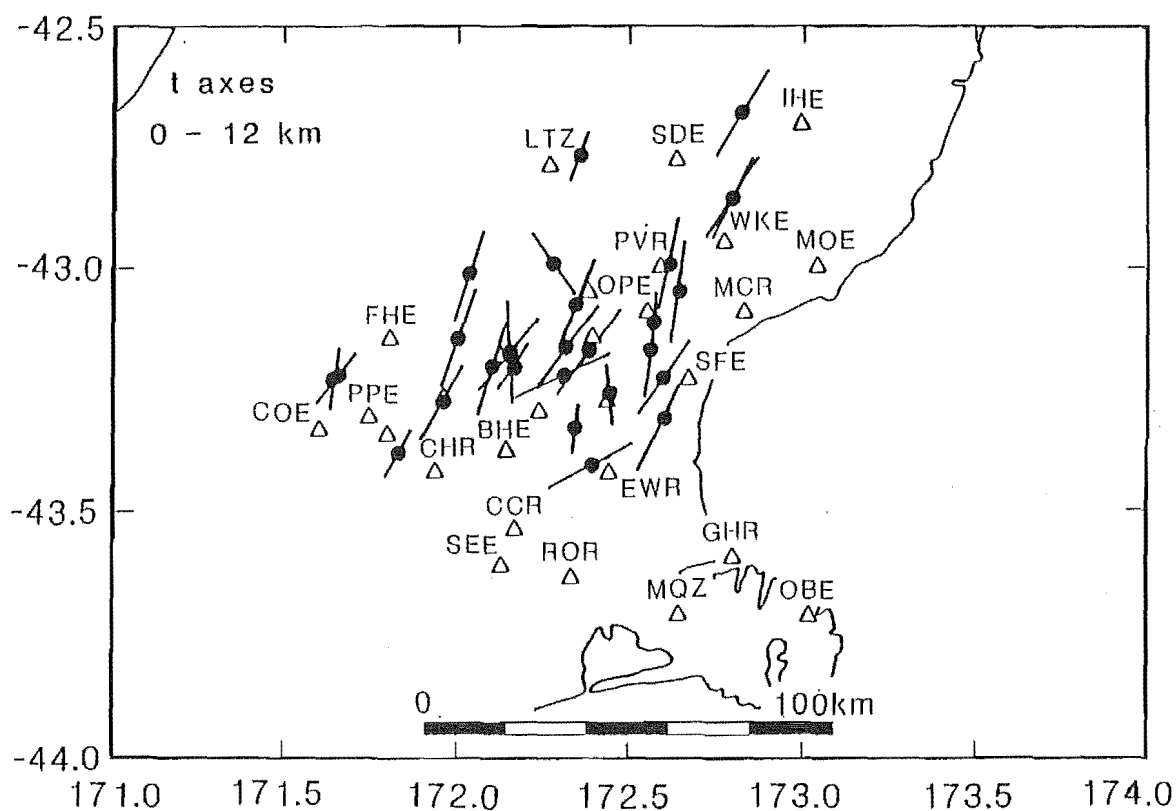 -42.5
t axes
0 - 12 km
IHE
LTZ
SDE
WKE
PVR
MOE
-43.0
OPE
MCR
FHE
SFE
PPE
COE
BHE
CHR
EWR
CCR
-43.5
SEE
ROR
GHR
MQZ
OBE
0
100km
-44.0
171.0
171.5
172.0
172.5
173.0
173.5
174.0